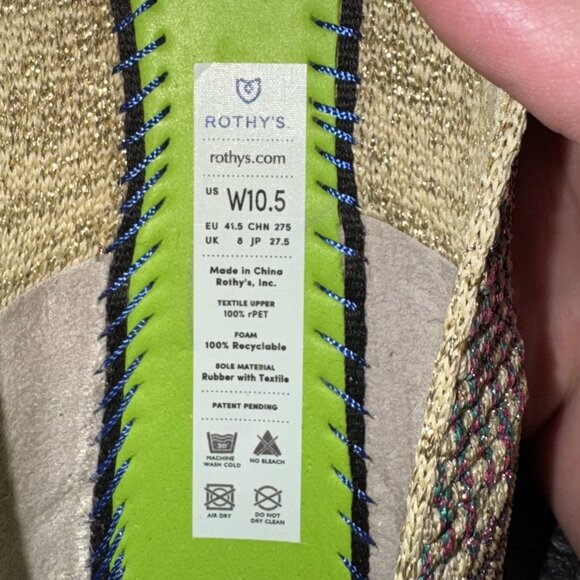 ROTHY'S
rothys.com
US W10.5
EU 41.5 CHN 275
UK 8 JP 27.5
Made in China
Rothy's, Inc.
TEXTILE UPPER
100% rPET
FOAM
100% Recyclable
SOLE MATERIAL
Rubber with Textile
PATENT PENDING
30°
MACHINE WASH COLD
NO BLEACH
AIR DRY
DO NOT DRY CLEAN